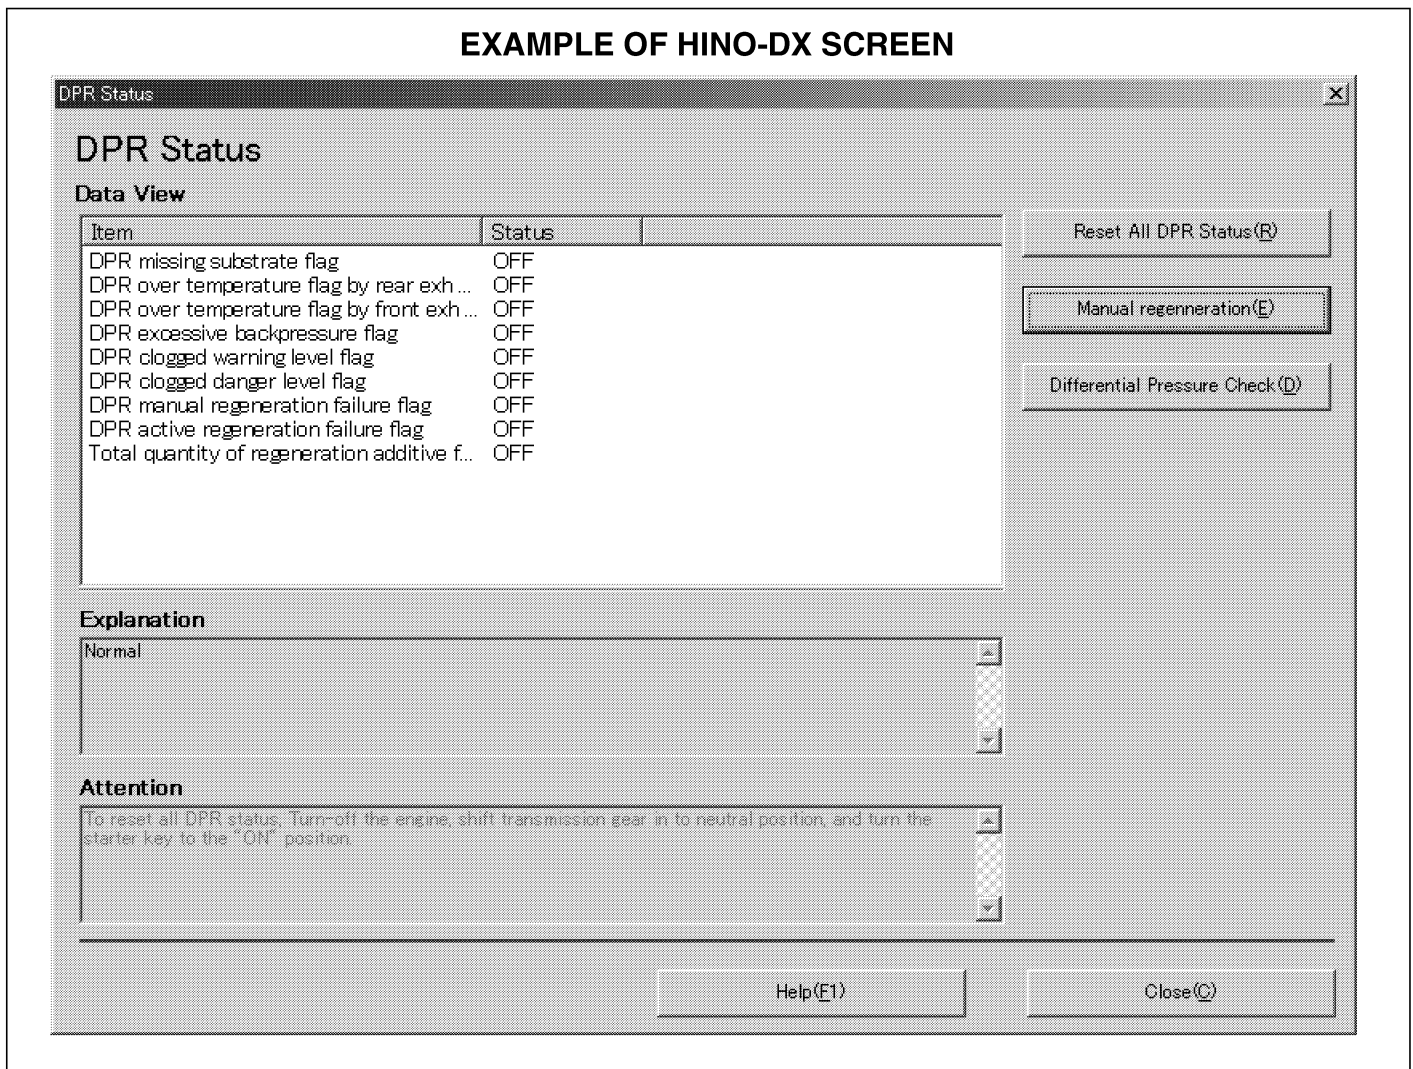 EXAMPLE OF HINO-DX SCREEN
DPR Status
DPR Status
Data View
Item Status
DPR missing substrate flag OFF
DPR over temperature flag by rear exh ... OFF
DPR over temperature flag by front exh ... OFF
DPR excessive backpressure flag OFF
DPR clogged warning level flag OFF
DPR clogged danger level flag OFF
DPR manual regeneration failure flag OFF
DPR active regeneration failure flag OFF
Total quantity of regeneration additive f... OFF
Reset All DPR Status(R)
Manual regenneration(E)
Differential Pressure Check(D)
Explanation
Normal
Attention
To reset all DPR status, Turn-off the engine, shift transmission gear in to neutral position, and turn the
starter key to the "ON" position.
Help(F1)
Close(C)